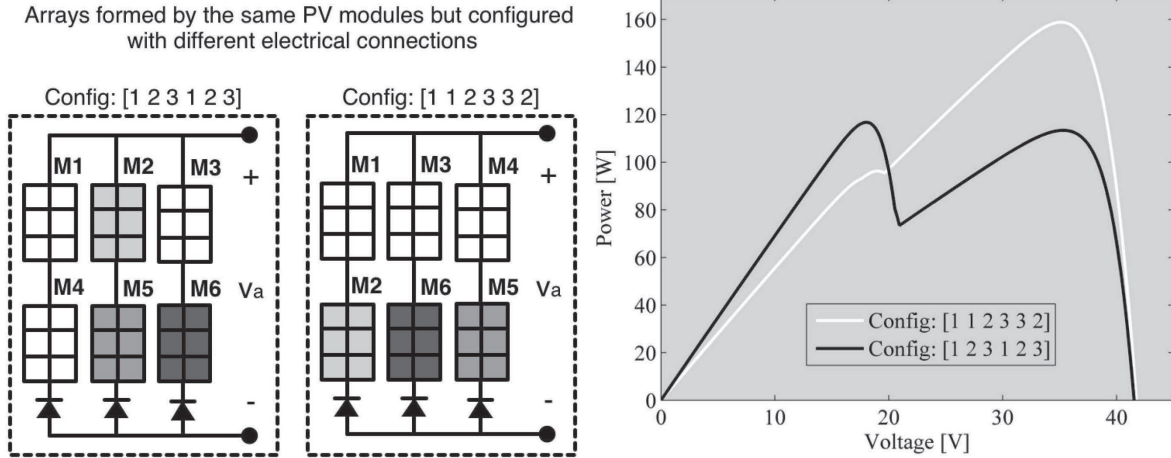 Arrays formed by the same PV modules but configured
with different electrical connections
Config: [1 2 3 1 2 3]
M1 M2 M3
+
M4 M5 M6
va
-
Config: [1 1 2 3 3 2]
M1 M3 M4
+
M2 M6 M5
va
-
160
140
120
100
80
60
40
20
0
Power [W]
Config: [1 1 2 3 3 2]
Config: [1 2 3 1 2 3]
0 10 20 30 40
Voltage [V]